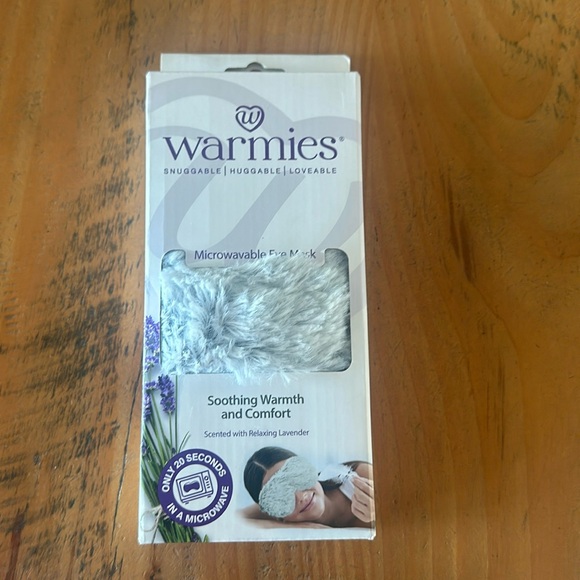 warmies®
SNUGGABLE | HUGGABLE | LOVEABLE
Microwavable Eye Mask
Soothing Warmth
and Comfort
Scented with Relaxing Lavender
ONLY 20 SECONDS
IN A MICROWAVE